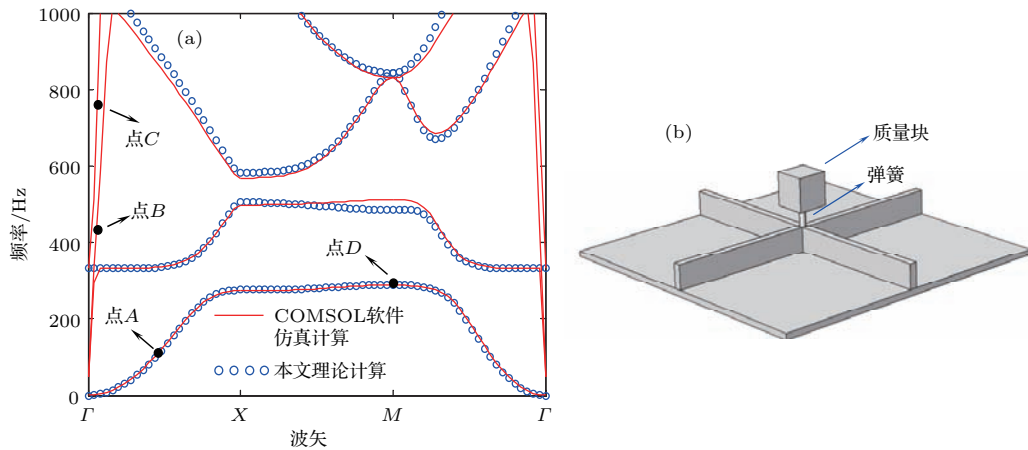 (a)
1000
800
600
400
200
0
频率/Hz
点C
点B
点A
点D
COMSOL软件
仿真计算
本文理论计算
Γ
X
M
Γ
波矢
(b)
质量块
弹簧